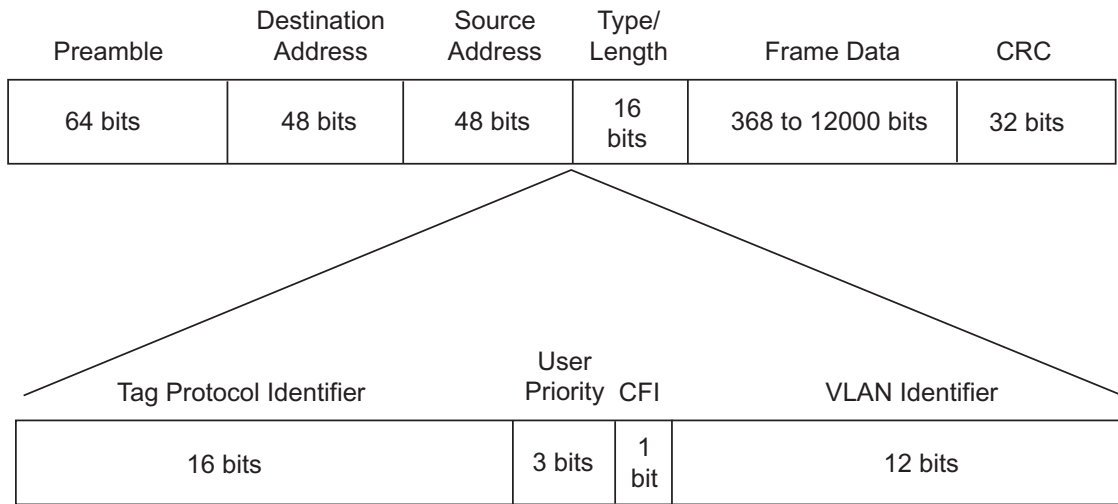 Preamble
Destination
Address
Source
Address
Type/
Length
Frame Data
CRC
64 bits
48 bits
48 bits
16
bits
368 to 12000 bits
32 bits
Tag Protocol Identifier
User
Priority
CFI
VLAN Identifier
16 bits
3 bits
1
bit
12 bits